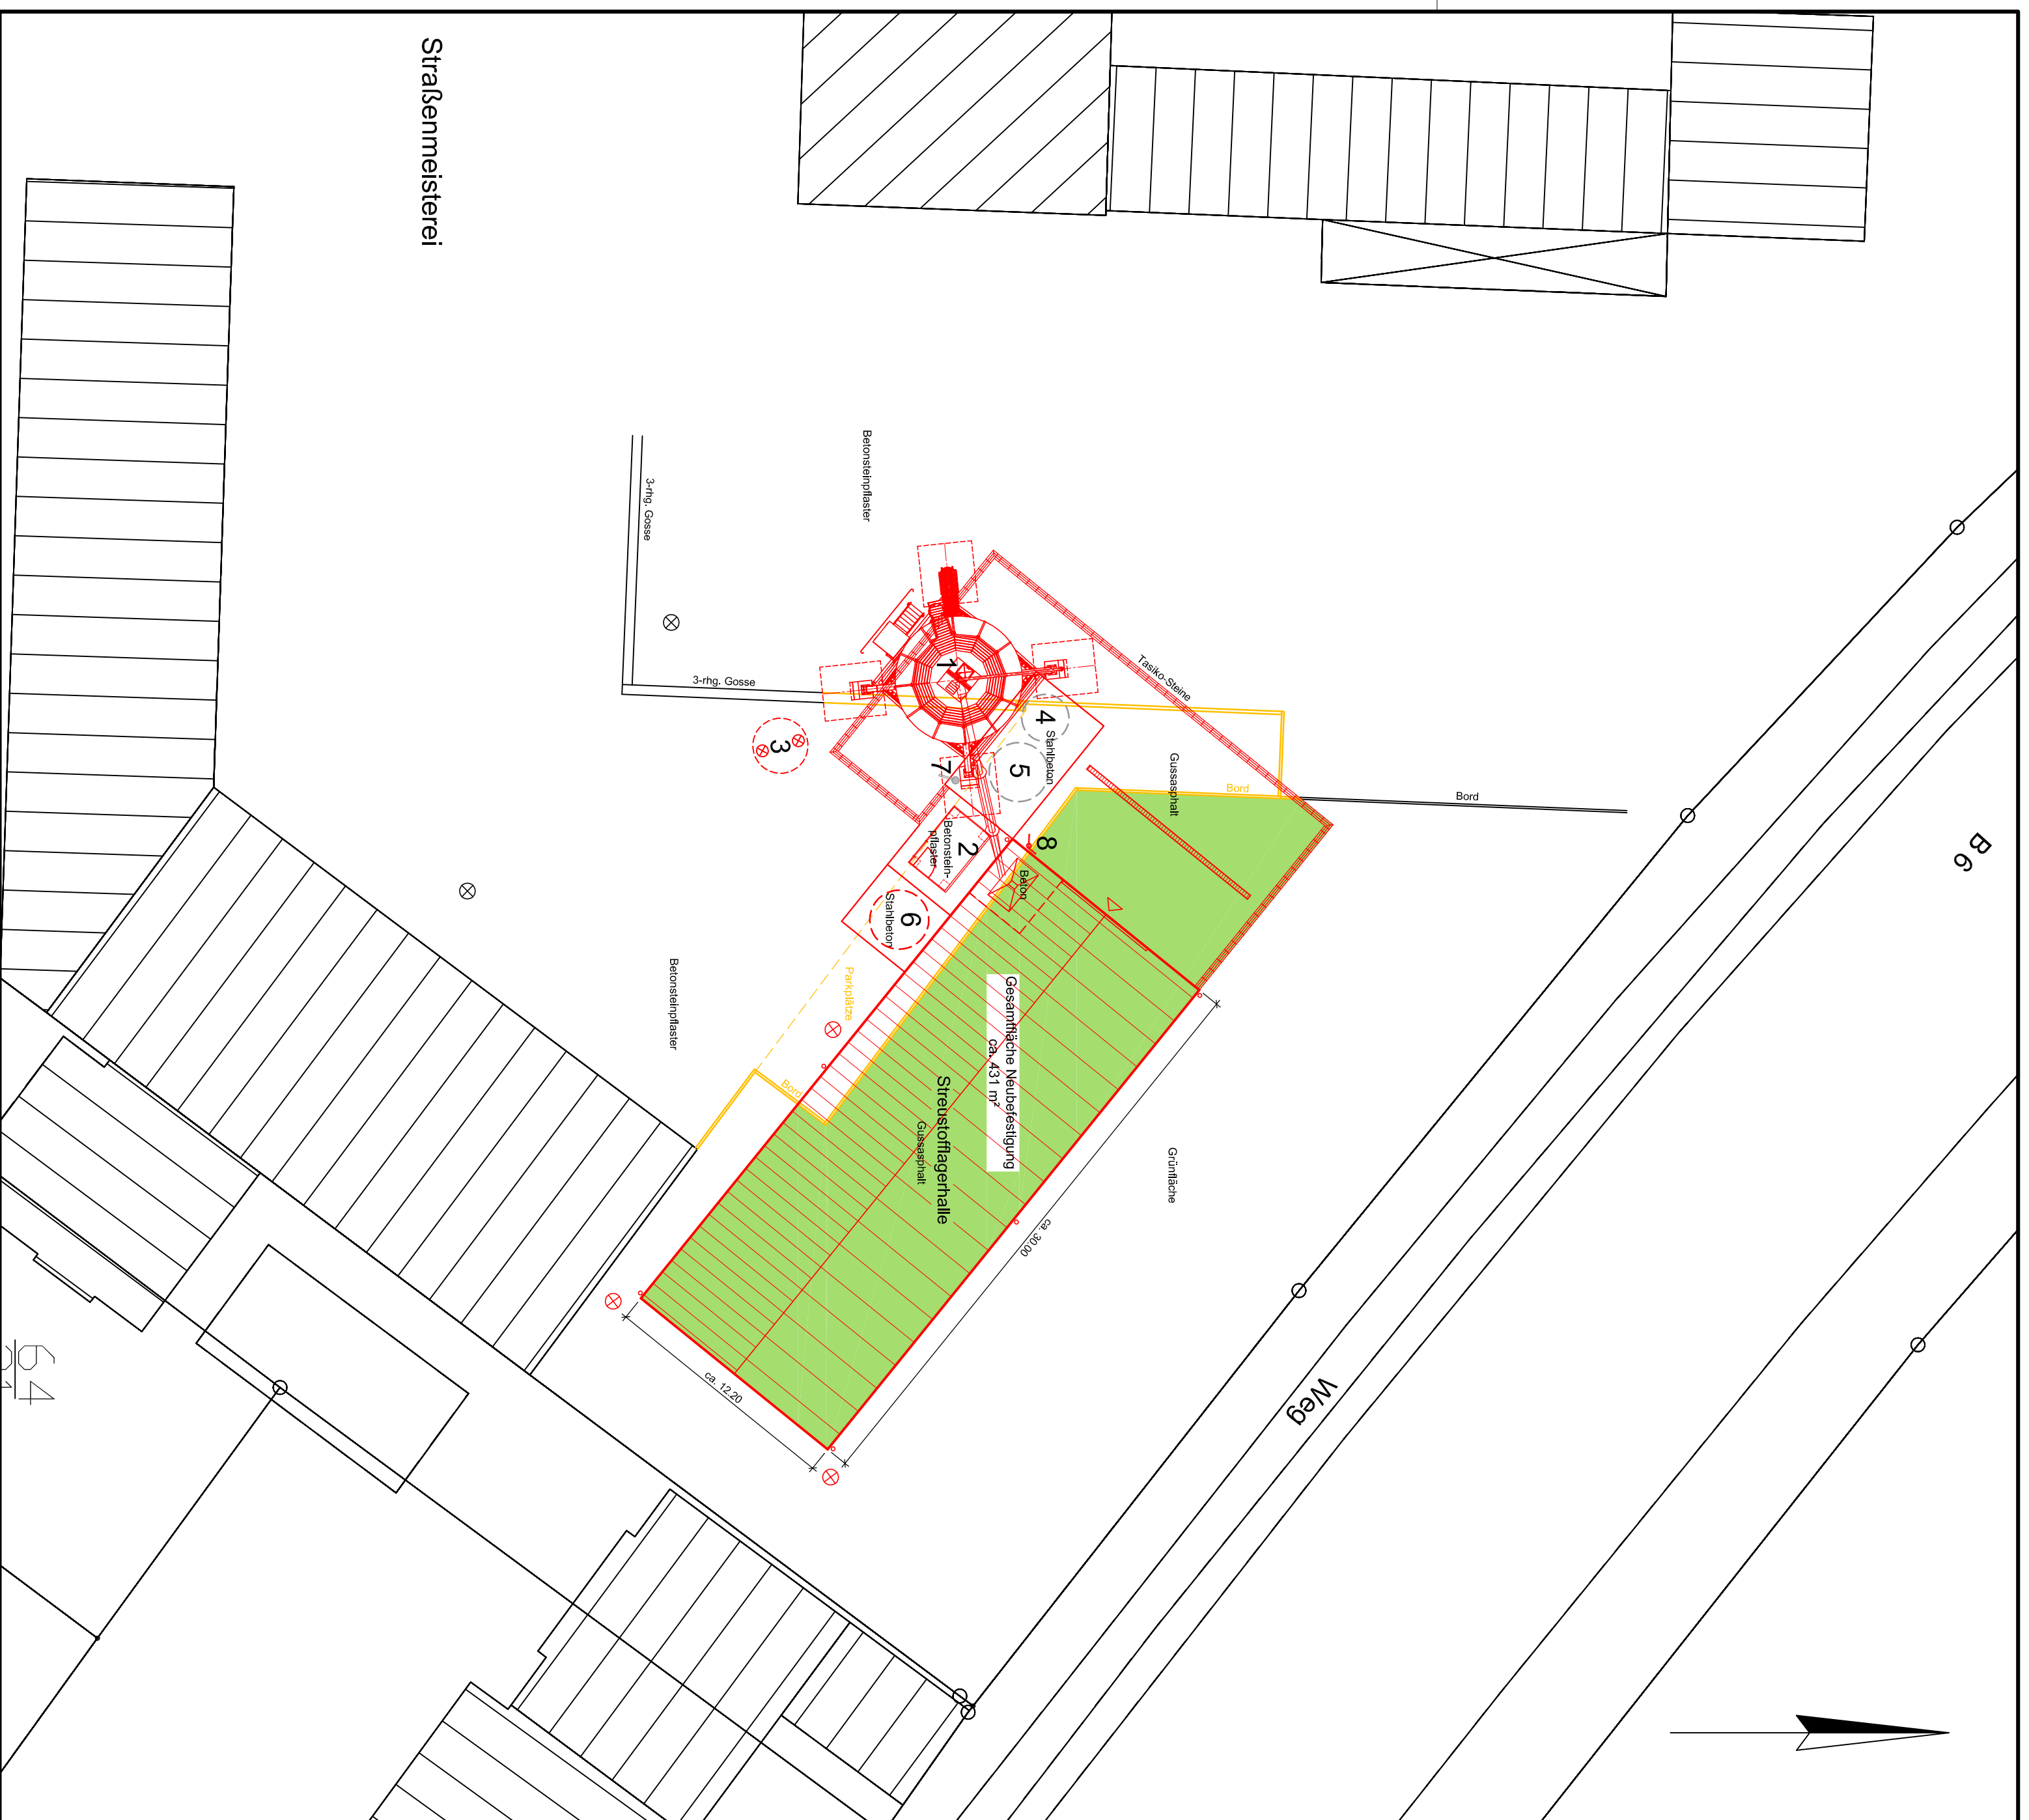 Straßenmeisterei
B 6
Betonsteinpflaster
3-rhg. Gosse
3-rhg. Gosse
Tasiko-Steine
1
4
Stahlbeton
5
3
7
Gussasphalt
Bord
Bord
8
2
Betonstein-
pflaster
Beton
6
Stahlbeton
Parkplätze
Betonsteinpflaster
Bord
Gesamtfläche Neubefestigung
ca. 431 m²
Streustofflagerhalle
Gussasphalt
Grünfläche
ca. 30.00
ca. 12.20
Weg
64